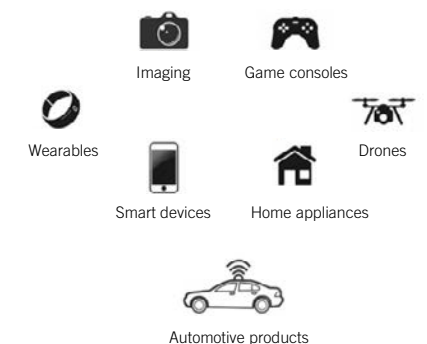 Imaging
Game consoles
Wearables
Drones
Smart devices
Home appliances
Automotive products